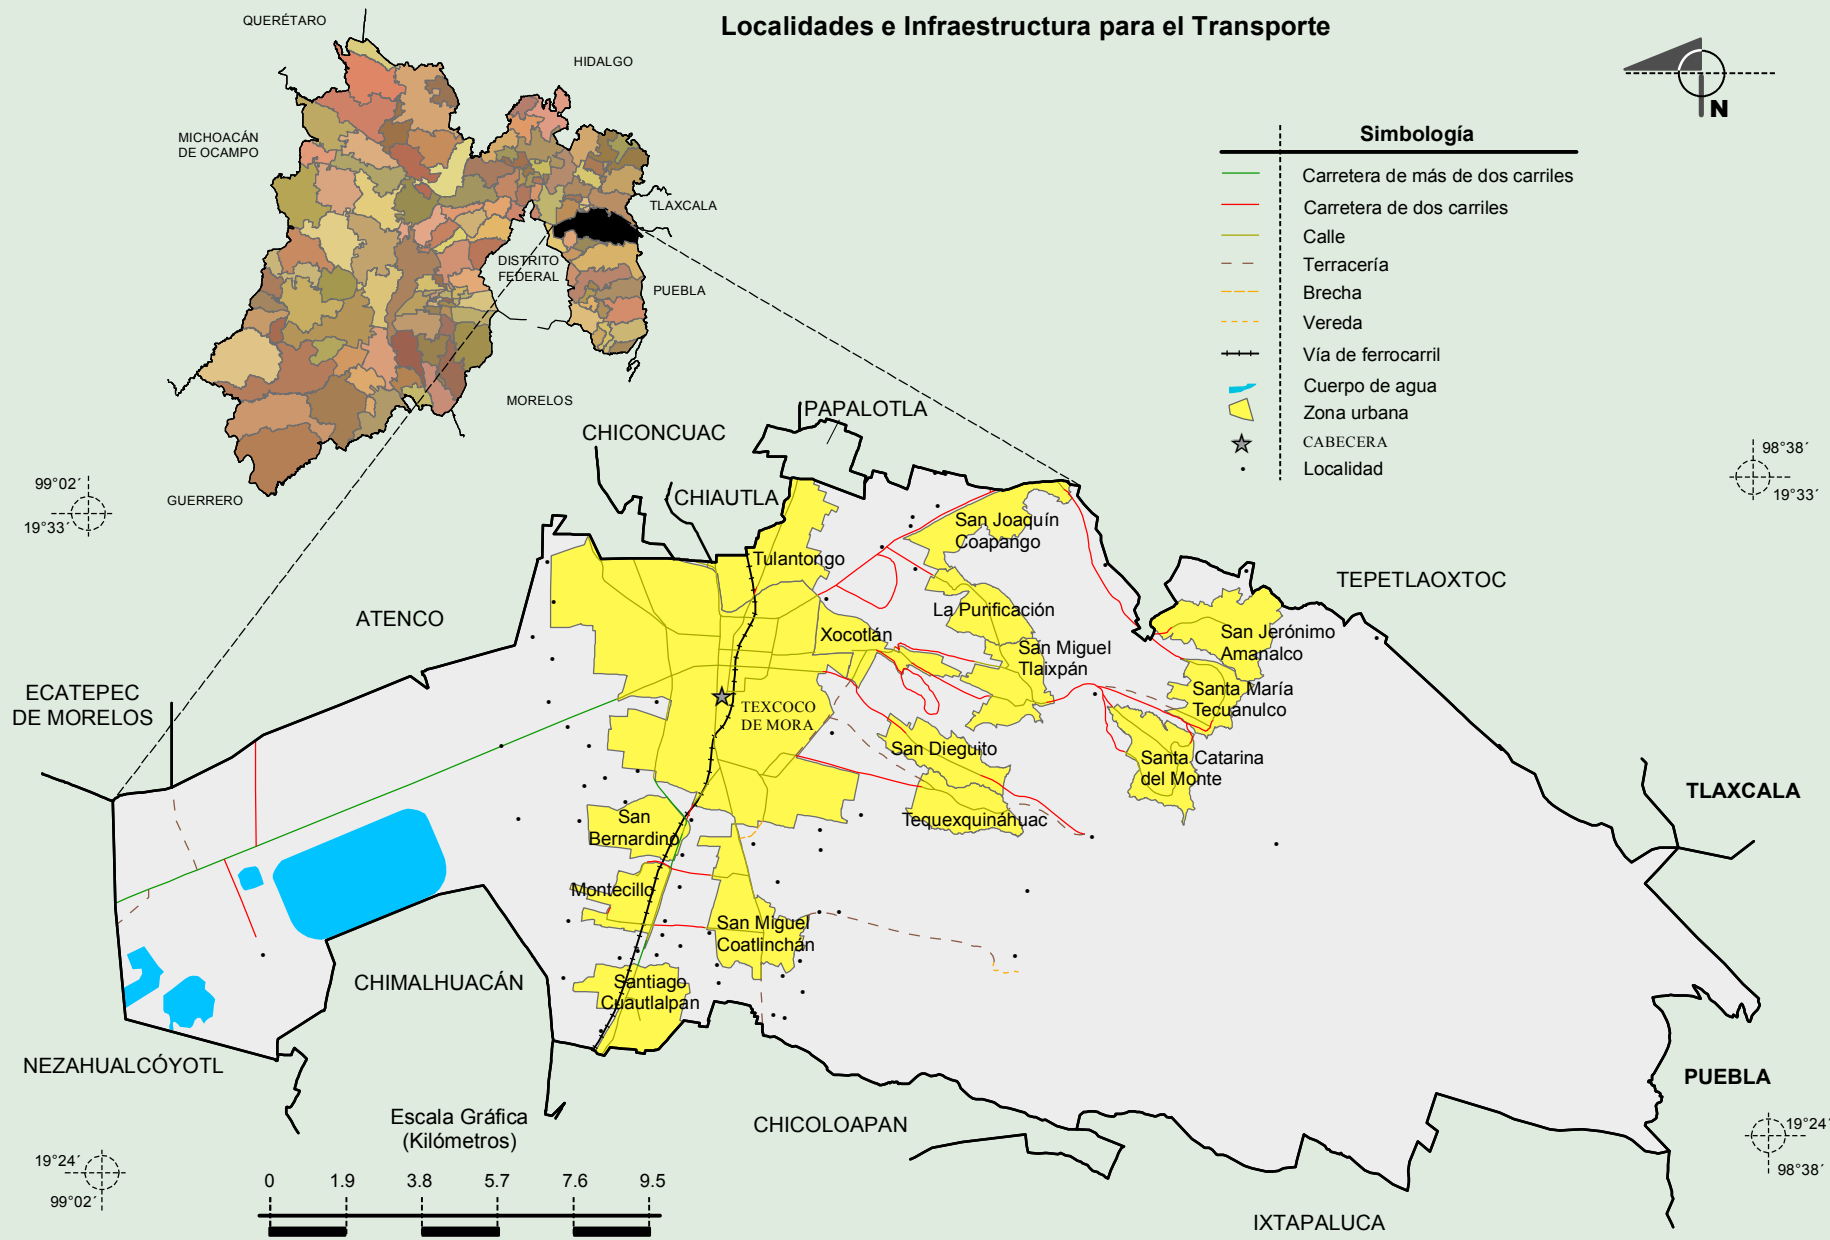 Localidades e Infraestructura para el Transporte
QUERÉTARO
HIDALGO
MICHOACÁN
DE OCAMPO
TLAXCALA
DISTRITO
FEDERAL
PUEBLA
MORELOS
GUERRERO
N
Simbología
Carretera de más de dos carriles
Carretera de dos carriles
Calle
Terracería
Brecha
Vereda
Vía de ferrocarril
Cuerpo de agua
Zona urbana
CABECERA
Localidad
99°02´
19°33´
98°38´
19°33´
PAPALOTLA
CHICONCUAC
CHIAUTLA
San Joaquín
Coapango
Tulantongo
TEPETLAOXTOC
ATENCO
La Purificación
Xocotlán
San Miguel
Tlaixpán
San Jerónimo
Amanalco
ECATEPEC
DE MORELOS
Santa María
Tecuanulco
TEXCOCO
DE MORA
San Dieguito
Santa Catarina
del Monte
TLAXCALA
San
Bernardino
Tequexquináhuac
Montecillo
San Miguel
Coatlinchán
CHIMALHUACÁN
Santiago
Cuautlalpan
NEZAHUALCÓYOTL
PUEBLA
Escala Gráfica
(Kilómetros)
CHICOLOAPAN
19°24´
99°02´
19°24´
98°38´
0 1.9 3.8 5.7 7.6 9.5
IXTAPALUCA